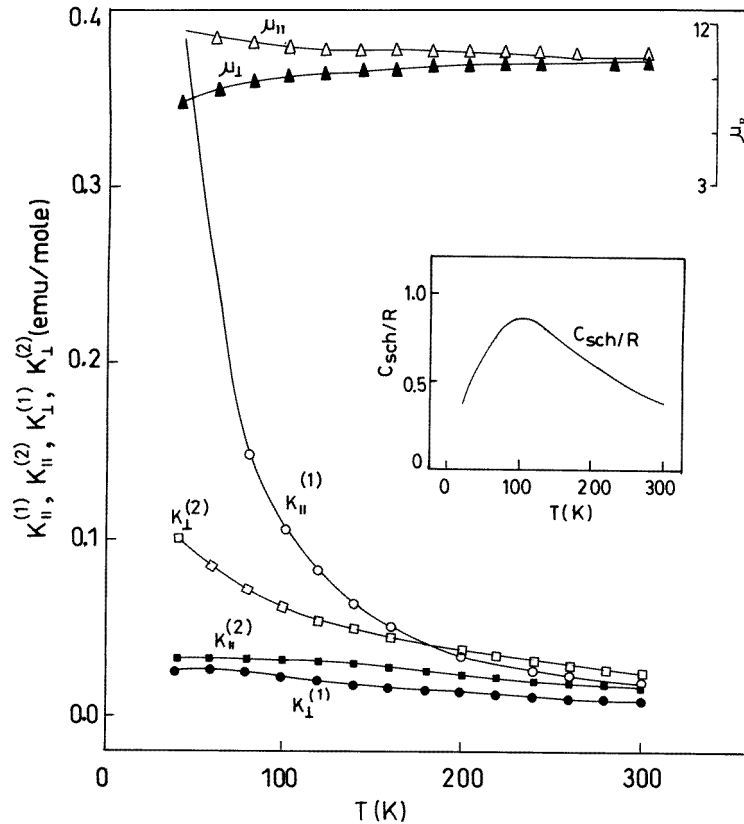 0.4
0.3
0.2
0.1
0.0
K∥(1), K∥(2), K⊥(1), K⊥(2) (emu/mole)
μ∥
μ⊥
12
3
K∥(1)
K⊥(2)
K∥(2)
K⊥(1)
1.0
0.5
0
Csch/R
Csch/R
0 100 200 300
T(K)
0 100 200 300
T(K)